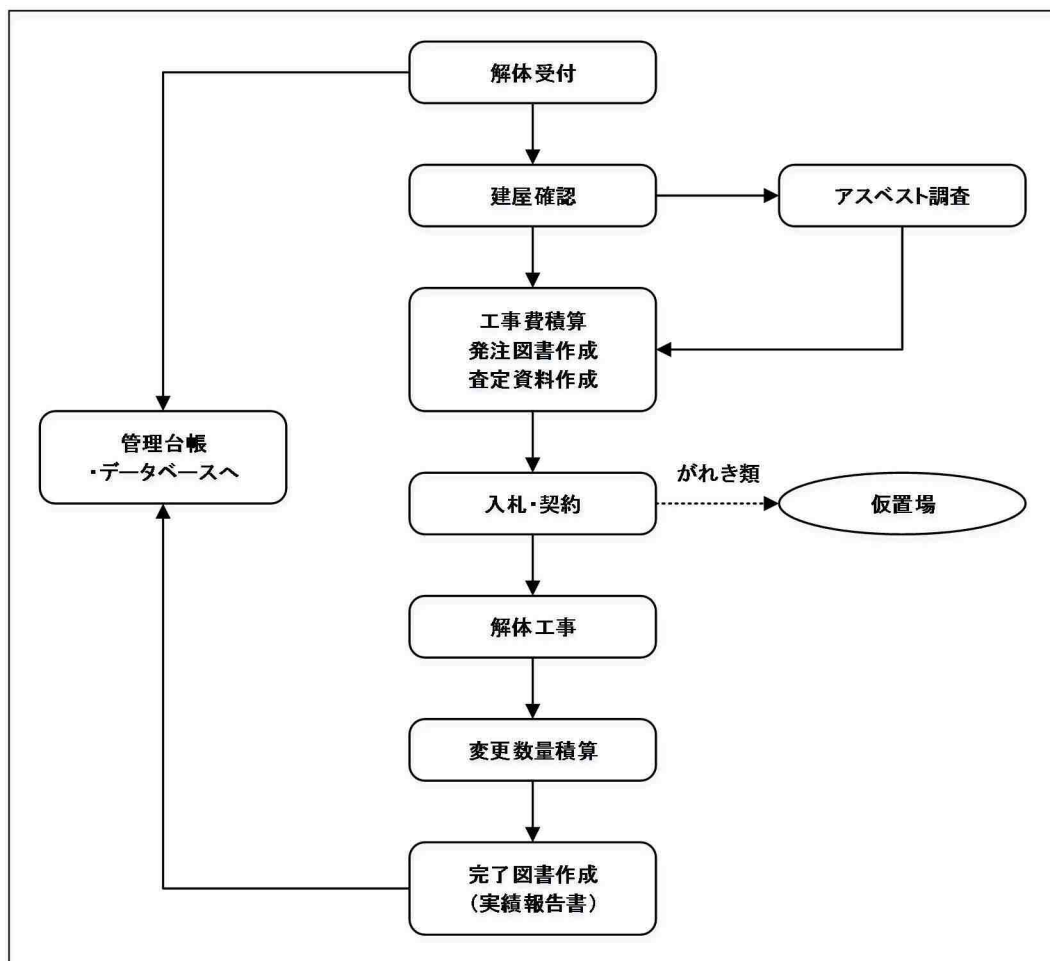 解体受付
建屋確認
アスベスト調査
工事費積算
発注図書作成
査定資料作成
管理台帳
・データベースへ
入札・契約
がれき類
仮置場
解体工事
変更数量積算
完了図書作成
（実績報告書）